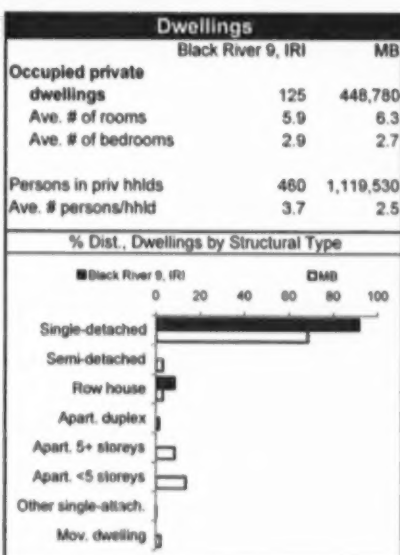 Dwellings
Black River 9, IRI MB
Occupied private
dwellings 125 448,780
Ave. # of rooms 5.9 6.3
Ave. # of bedrooms 2.9 2.7
Persons in priv hhlds 460 1,119,530
Ave. # persons/hhld 3.7 2.5
% Dist., Dwellings by Structural Type
Black River 9, IRI MB
0 20 40 60 80 100
Single-detached
Semi-detached
Row house
Apart. duplex
Apart. 5+ storeys
Apart. <5 storeys
Other single-attach.
Mov. dwelling